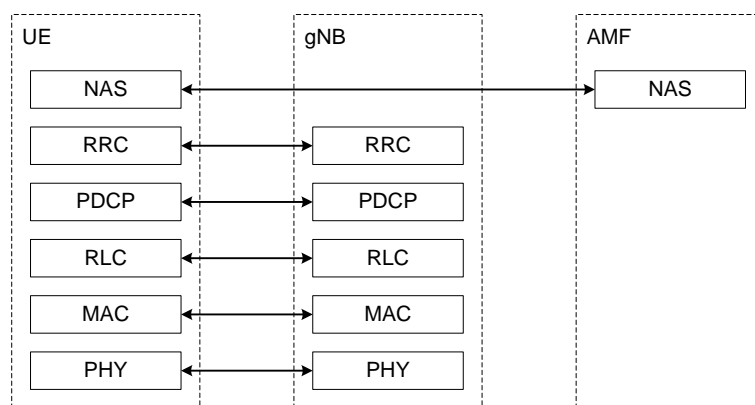 UE gNB AMF
NAS NAS
RRC RRC
PDCP PDCP
RLC RLC
MAC MAC
PHY PHY